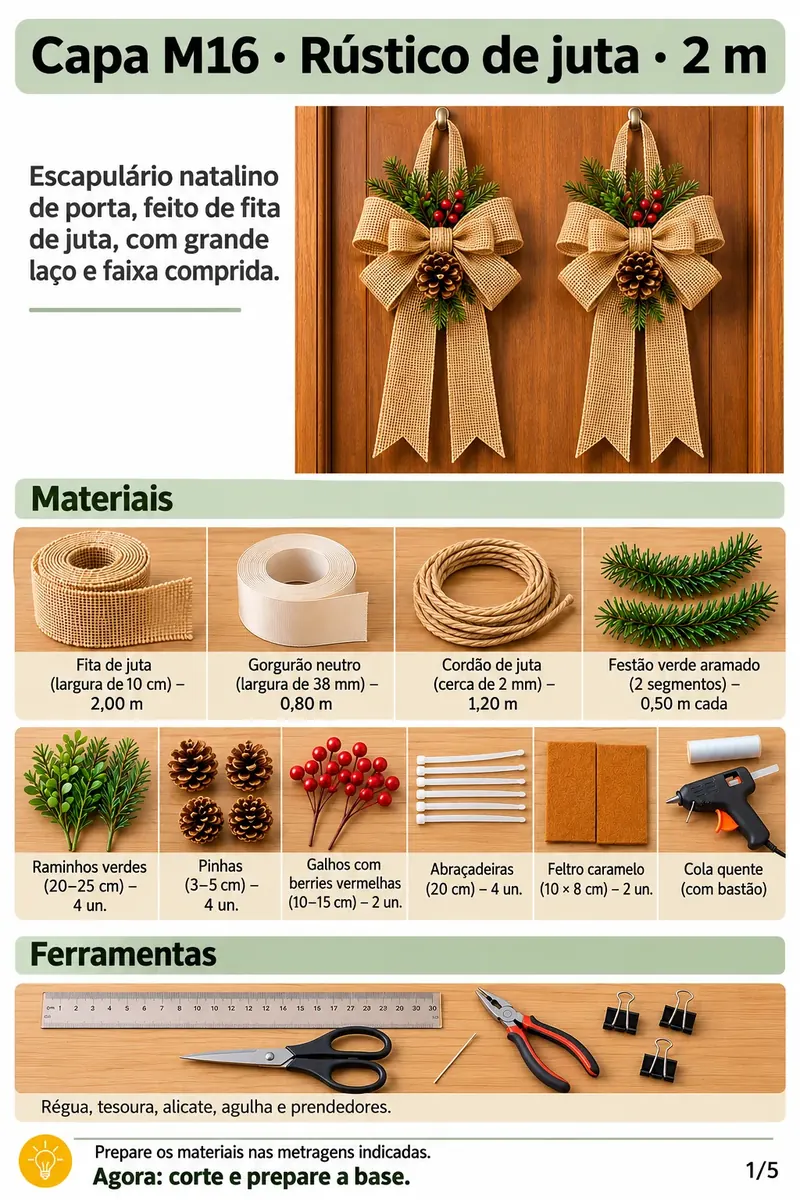 Capa M16 · Rústico de juta · 2 m
Escapulário natalino
de porta, feito de fita
de juta, com grande
laço e faixa comprida.
Materiais
Fita de juta
(largura de 10 cm) –
2,00 m
Gorgurão neutro
(largura de 38 mm) –
0,80 m
Cordão de juta
(cerca de 2 mm) –
1,20 m
Festão verde aramado
(2 segmentos) –
0,50 m cada
Raminhos verdes
(20–25 cm) –
4 un.
Pinhas
(3–5 cm) –
4 un.
Galhos com
berries vermelhas
(10–15 cm) – 2 un.
Abraçadeiras
(20 cm) – 4 un.
Feltro caramelo
(10 × 8 cm) – 2 un.
Cola quente
(com bastão)
Ferramentas
Régua, tesoura, alicate, agulha e prendedores.
Prepare os materiais nas metragens indicadas.
Agora: corte e prepare a base.
1/5